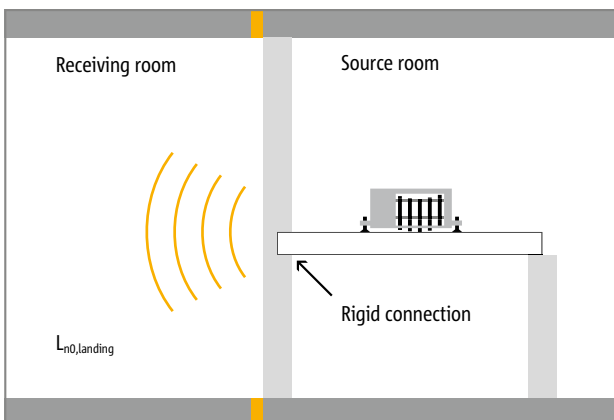 Receiving room
Source room
Rigid connection
Ln0,landing